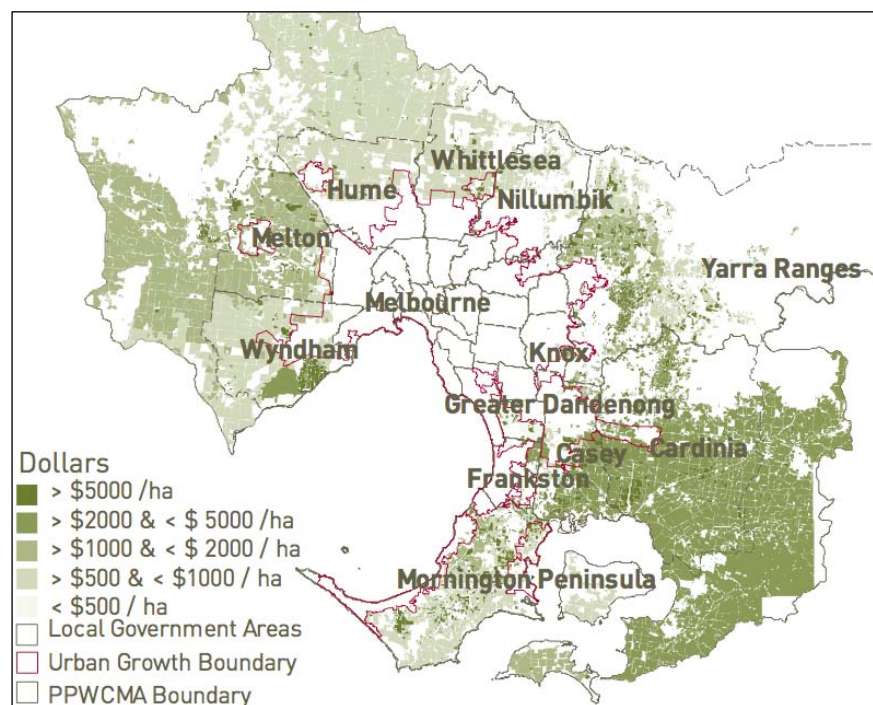 Whittlesea
Hume
Nillumbik
Melton
Yarra Ranges
Melbourne
Wyndham
Knox
Greater Dandenong
Cardinia
Casey
Frankston
Mornington Peninsula
Dollars
> $5000 /ha
> $2000 & < $ 5000 /ha
> $1000 & < $ 2000 / ha
> $500 & < $1000 / ha
< $500 / ha
Local Government Areas
Urban Growth Boundary
PPWCMA Boundary